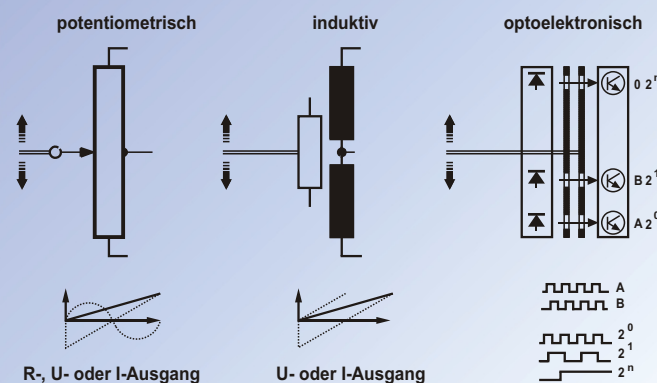 potentiometrisch
induktiv
optoelektronisch
0 2ⁿ
B 2¹
A 2⁰
A
B
2⁰
2¹
2ⁿ
R-, U- oder I-Ausgang
U- oder I-Ausgang